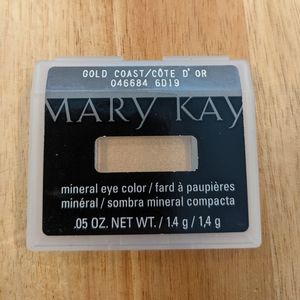 GOLD COAST/CÔTE D'OR
046684 6D19
MARY KAY
mineral eye color / fard à paupières
minéral / sombra mineral compacta
.05 OZ. NET WT. / 1.4 g / 1,4 g